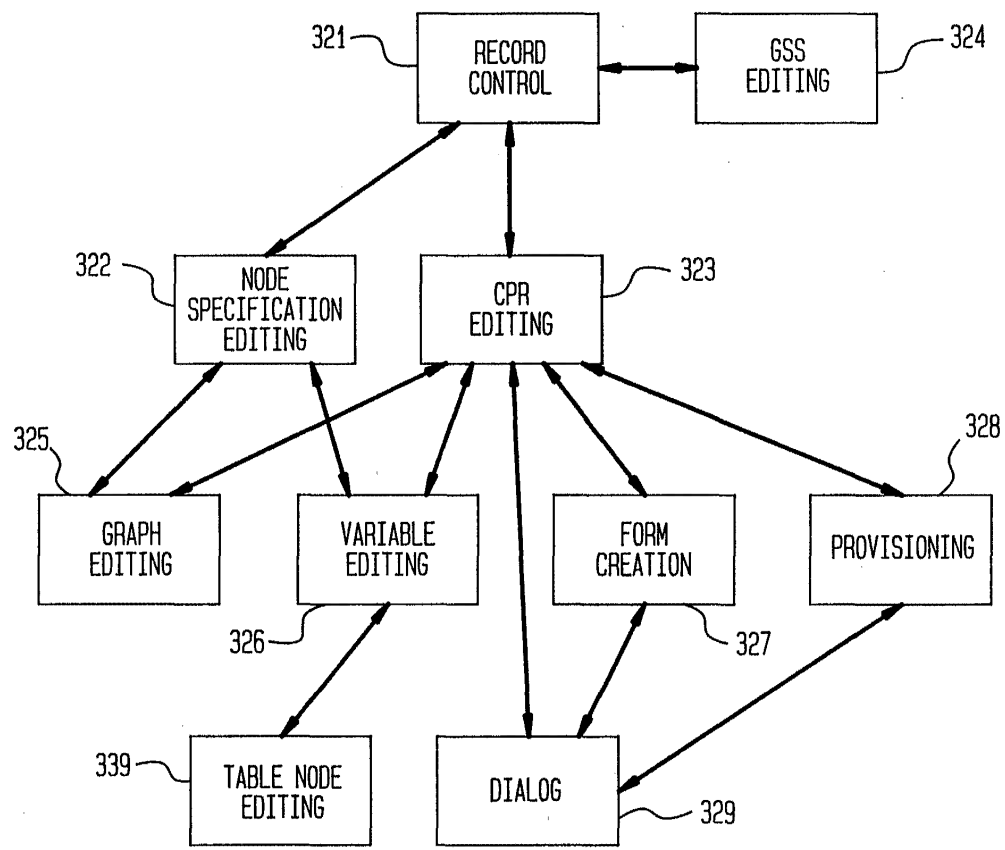 321
RECORD
CONTROL
GSS
EDITING
324
322
NODE
SPECIFICATION
EDITING
CPR
EDITING
323
325
GRAPH
EDITING
VARIABLE
EDITING
326
FORM
CREATION
327
328
PROVISIONING
339
TABLE NODE
EDITING
DIALOG
329